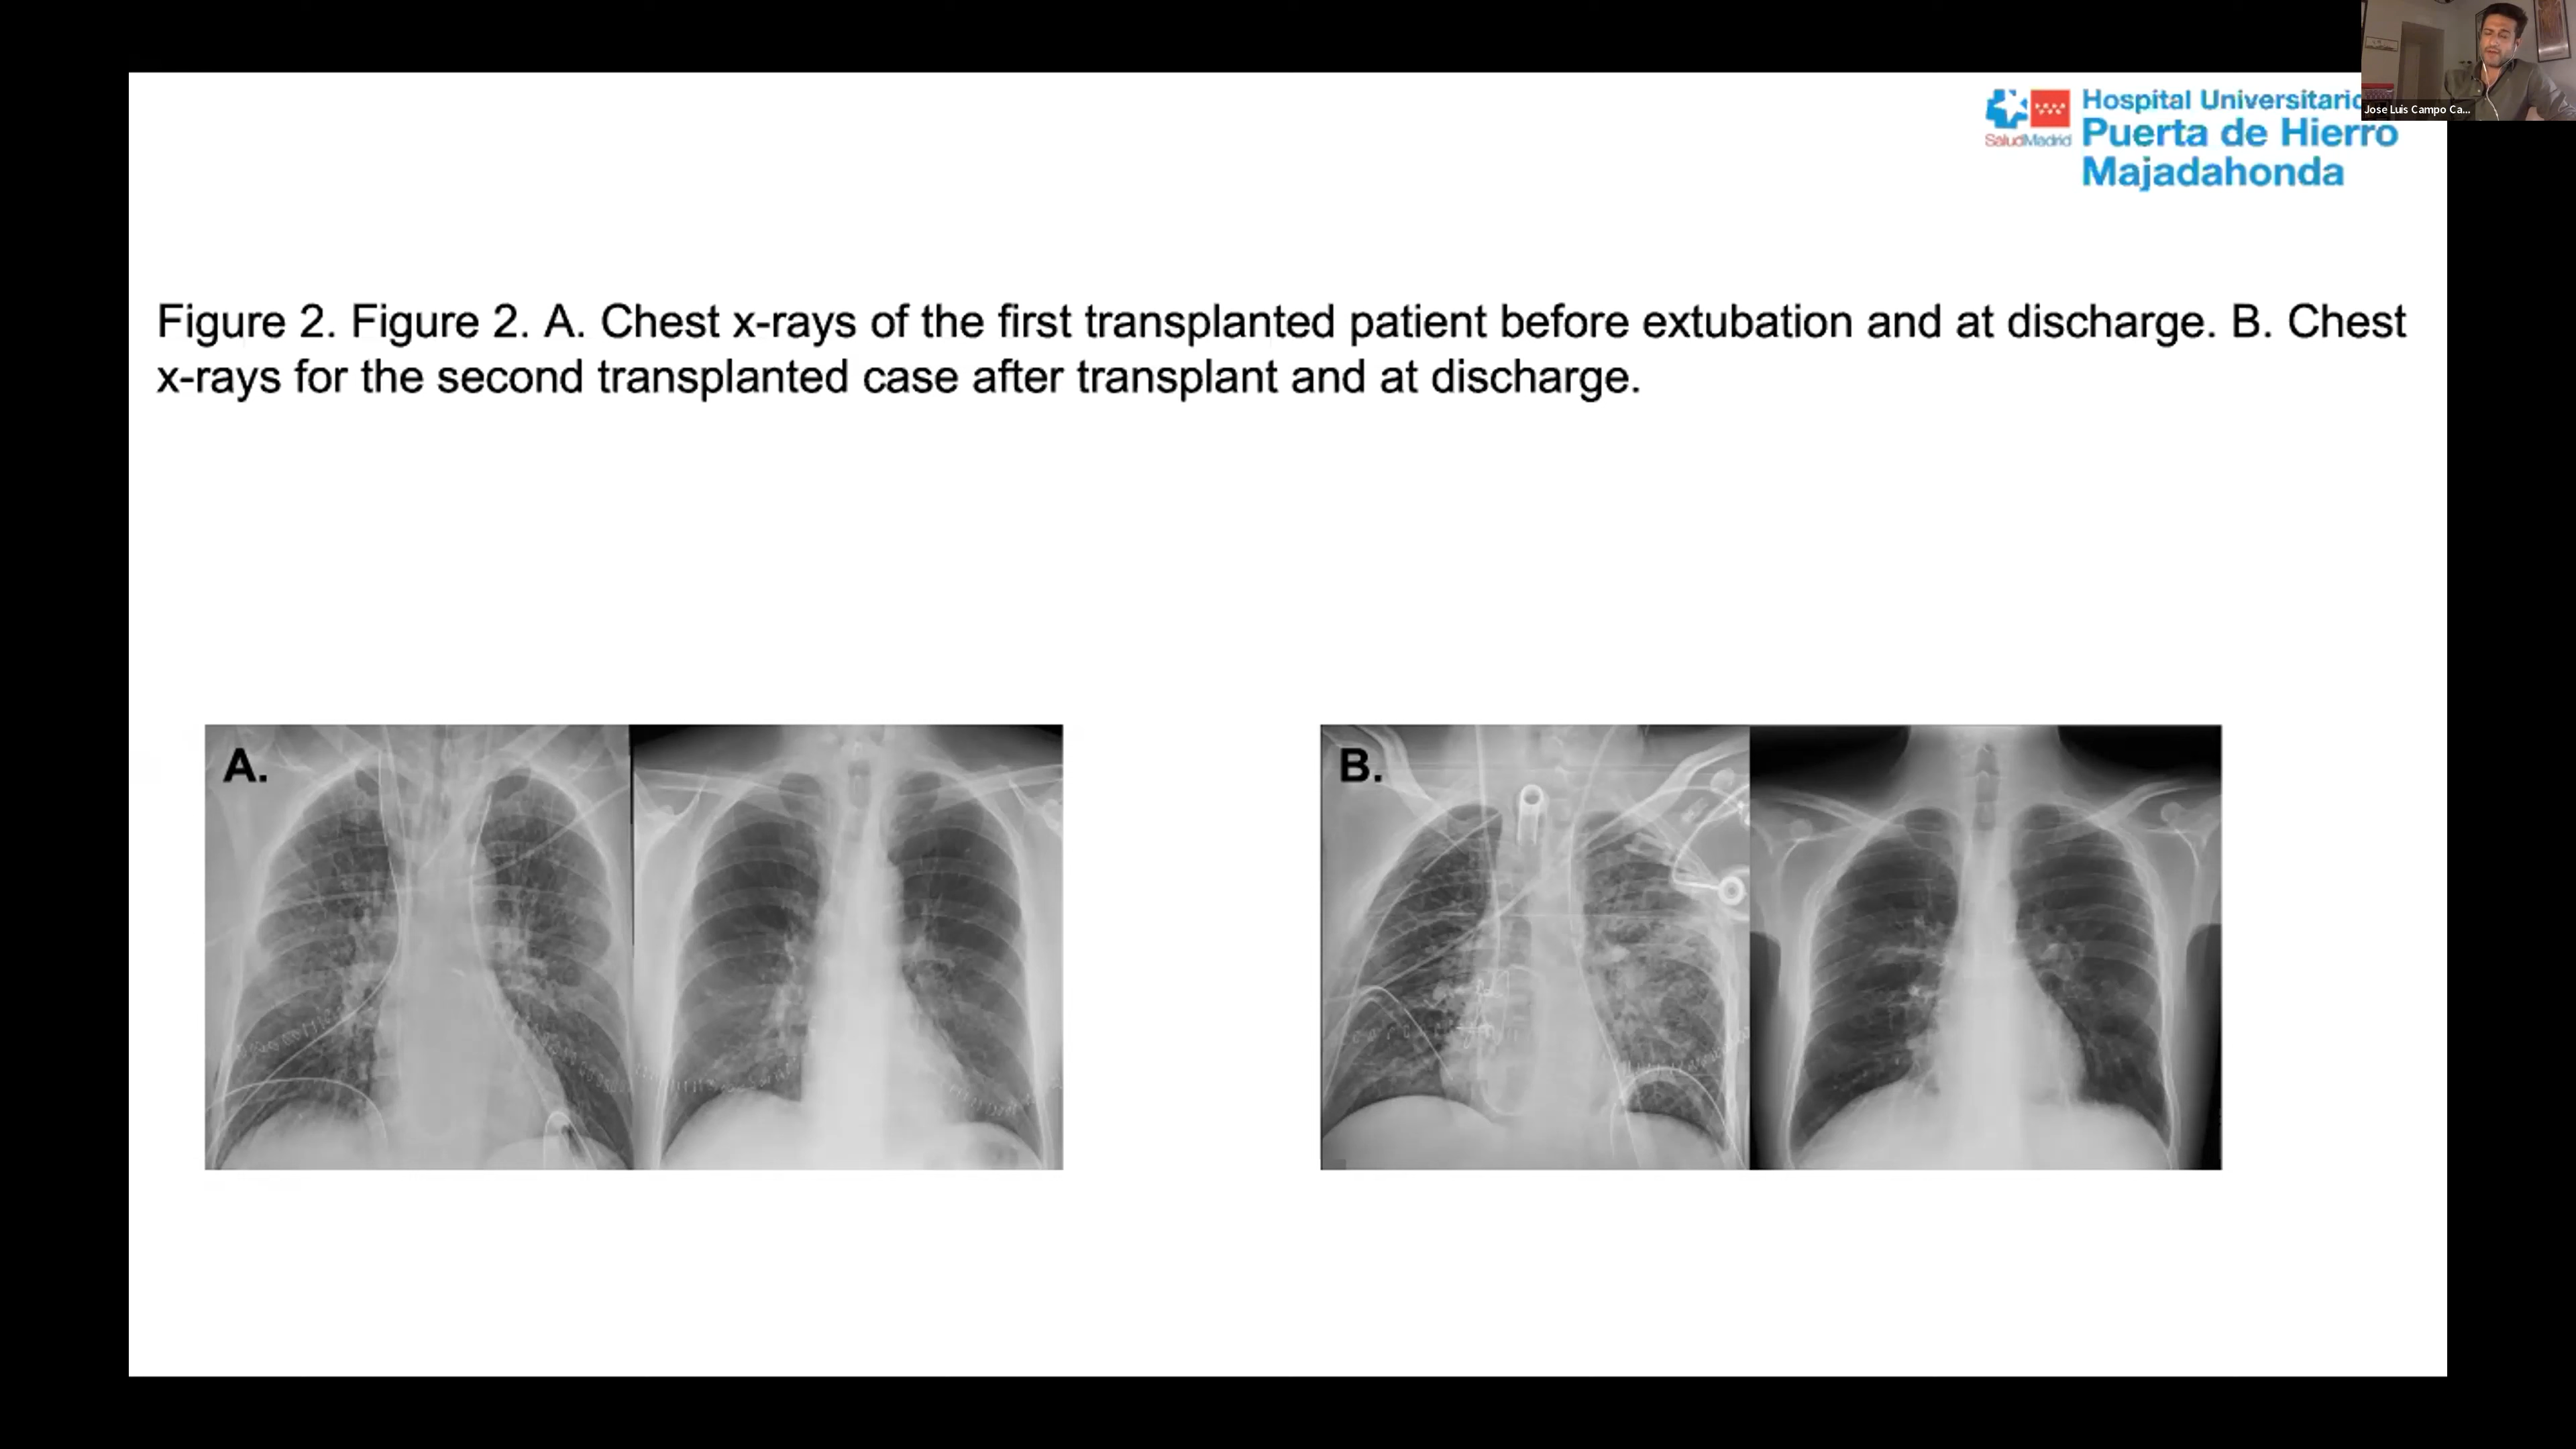 Hospital Universitario
Puerta de Hierro
Majadahonda
SaludMadrid
Jose Luis Campo Ca...
Figure 2. Figure 2. A. Chest x-rays of the first transplanted patient before extubation and at discharge. B. Chest
x-rays for the second transplanted case after transplant and at discharge.
A.
B.